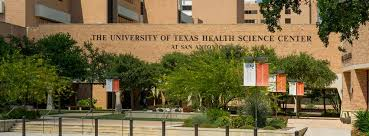 THE UNIVERSITY OF TEXAS HEALTH SCIENCE CENTER
AT SAN ANTONIO